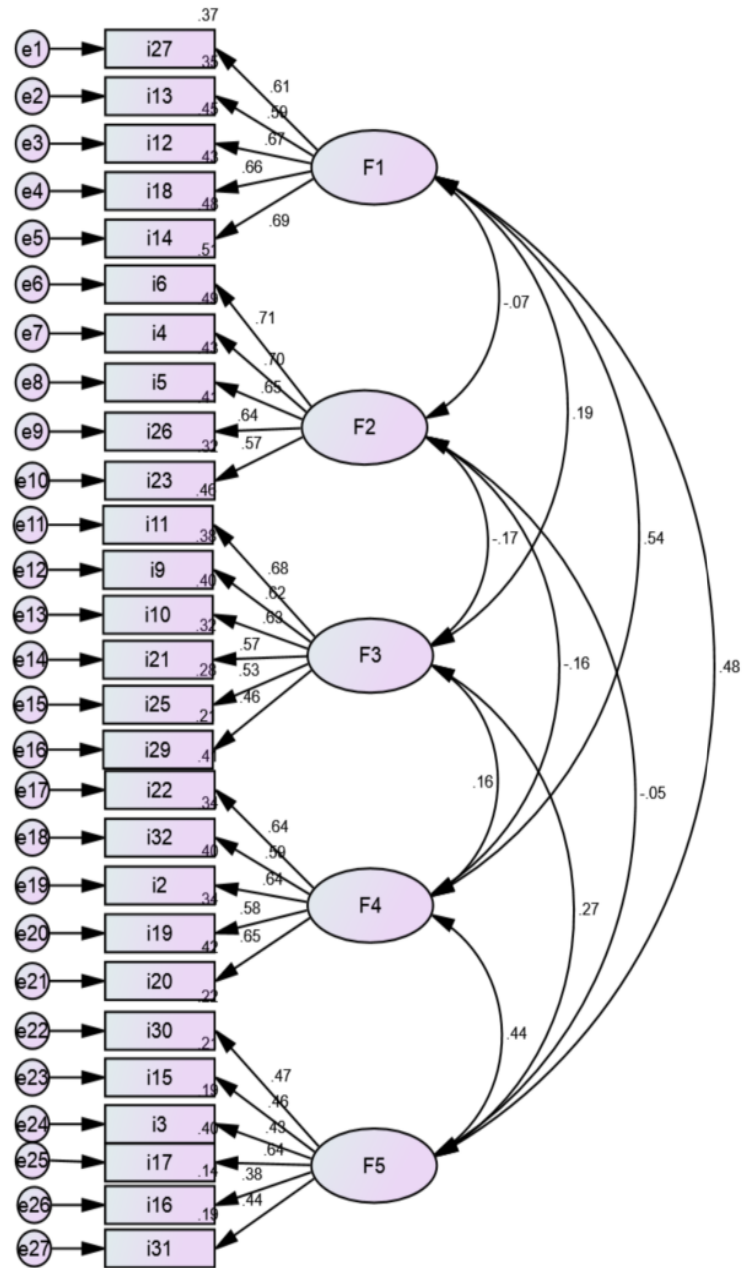 .37
e1 i27
.35
.61
e2 i13
.45
.59
e3 i12
.67
F1
.43
.66
e4 i18
.48
.69
e5 i14
.51
e6 i6
.49
-.07
.71
e7 i4
.43
.70
e8 i5
.65
.41
.64
.19
e9 i26
F2
.32
.57
e10 i23
.46
e11 i11
.38
-.17
.54
.68
e12 i9
.40
.62
e13 i10
.63
.32
.57
e14 i21
F3
-.16
.48
.28
.53
e15 i25
.46
.21
e16 i29
.41
e17 i22
.16
-.05
.34
.64
e18 i32
.40
.59
e19 i2
.64
F4
.34
.58
.27
e20 i19
.42
.65
e21 i20
.22
e22 i30
.44
.21
.47
e23 i15
.19
.46
e24 i3
.43
.40
.64
e25 i17
F5
.14
.38
e26 i16
.44
.19
e27 i31